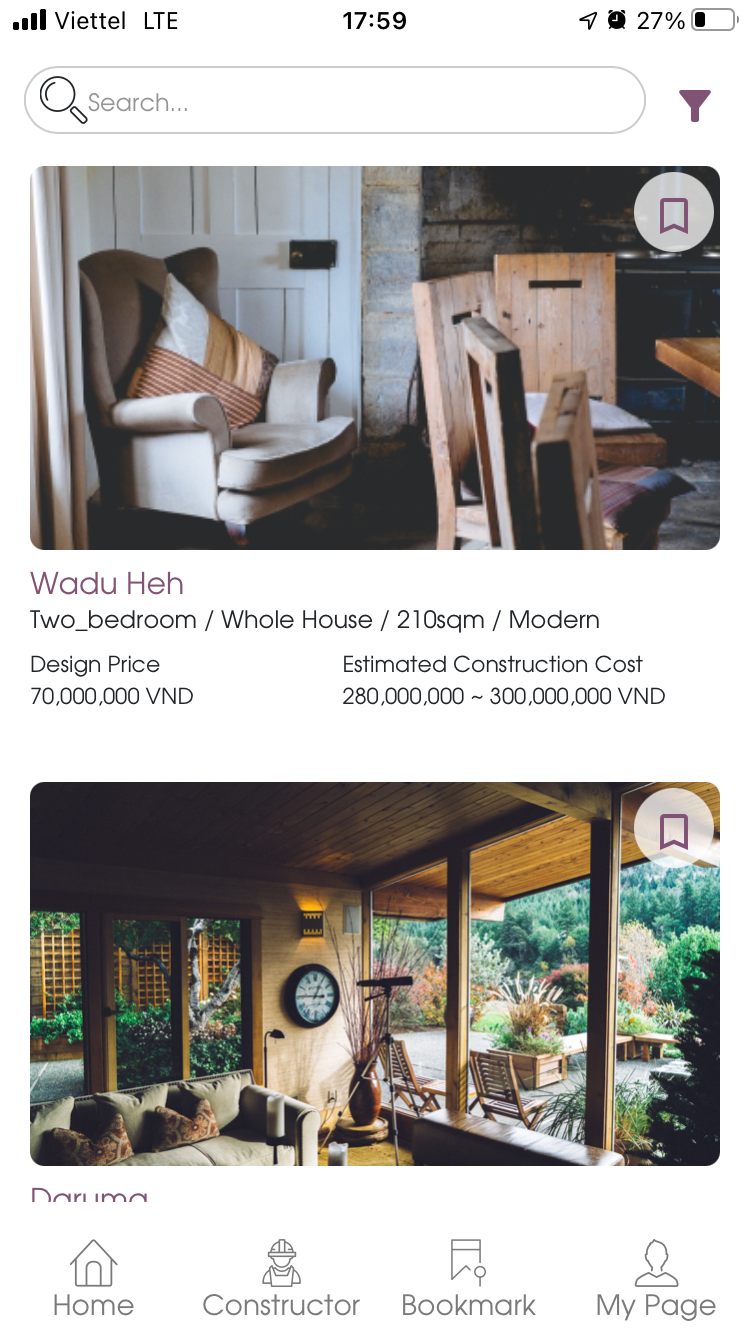 Viettel LTE 17:59 27%
Search...
Wadu Heh
Two_bedroom / Whole House / 210sqm / Modern
Design Price Estimated Construction Cost
70,000,000 VND 280,000,000 ~ 300,000,000 VND
Daruma
Home Constructor Bookmark My Page